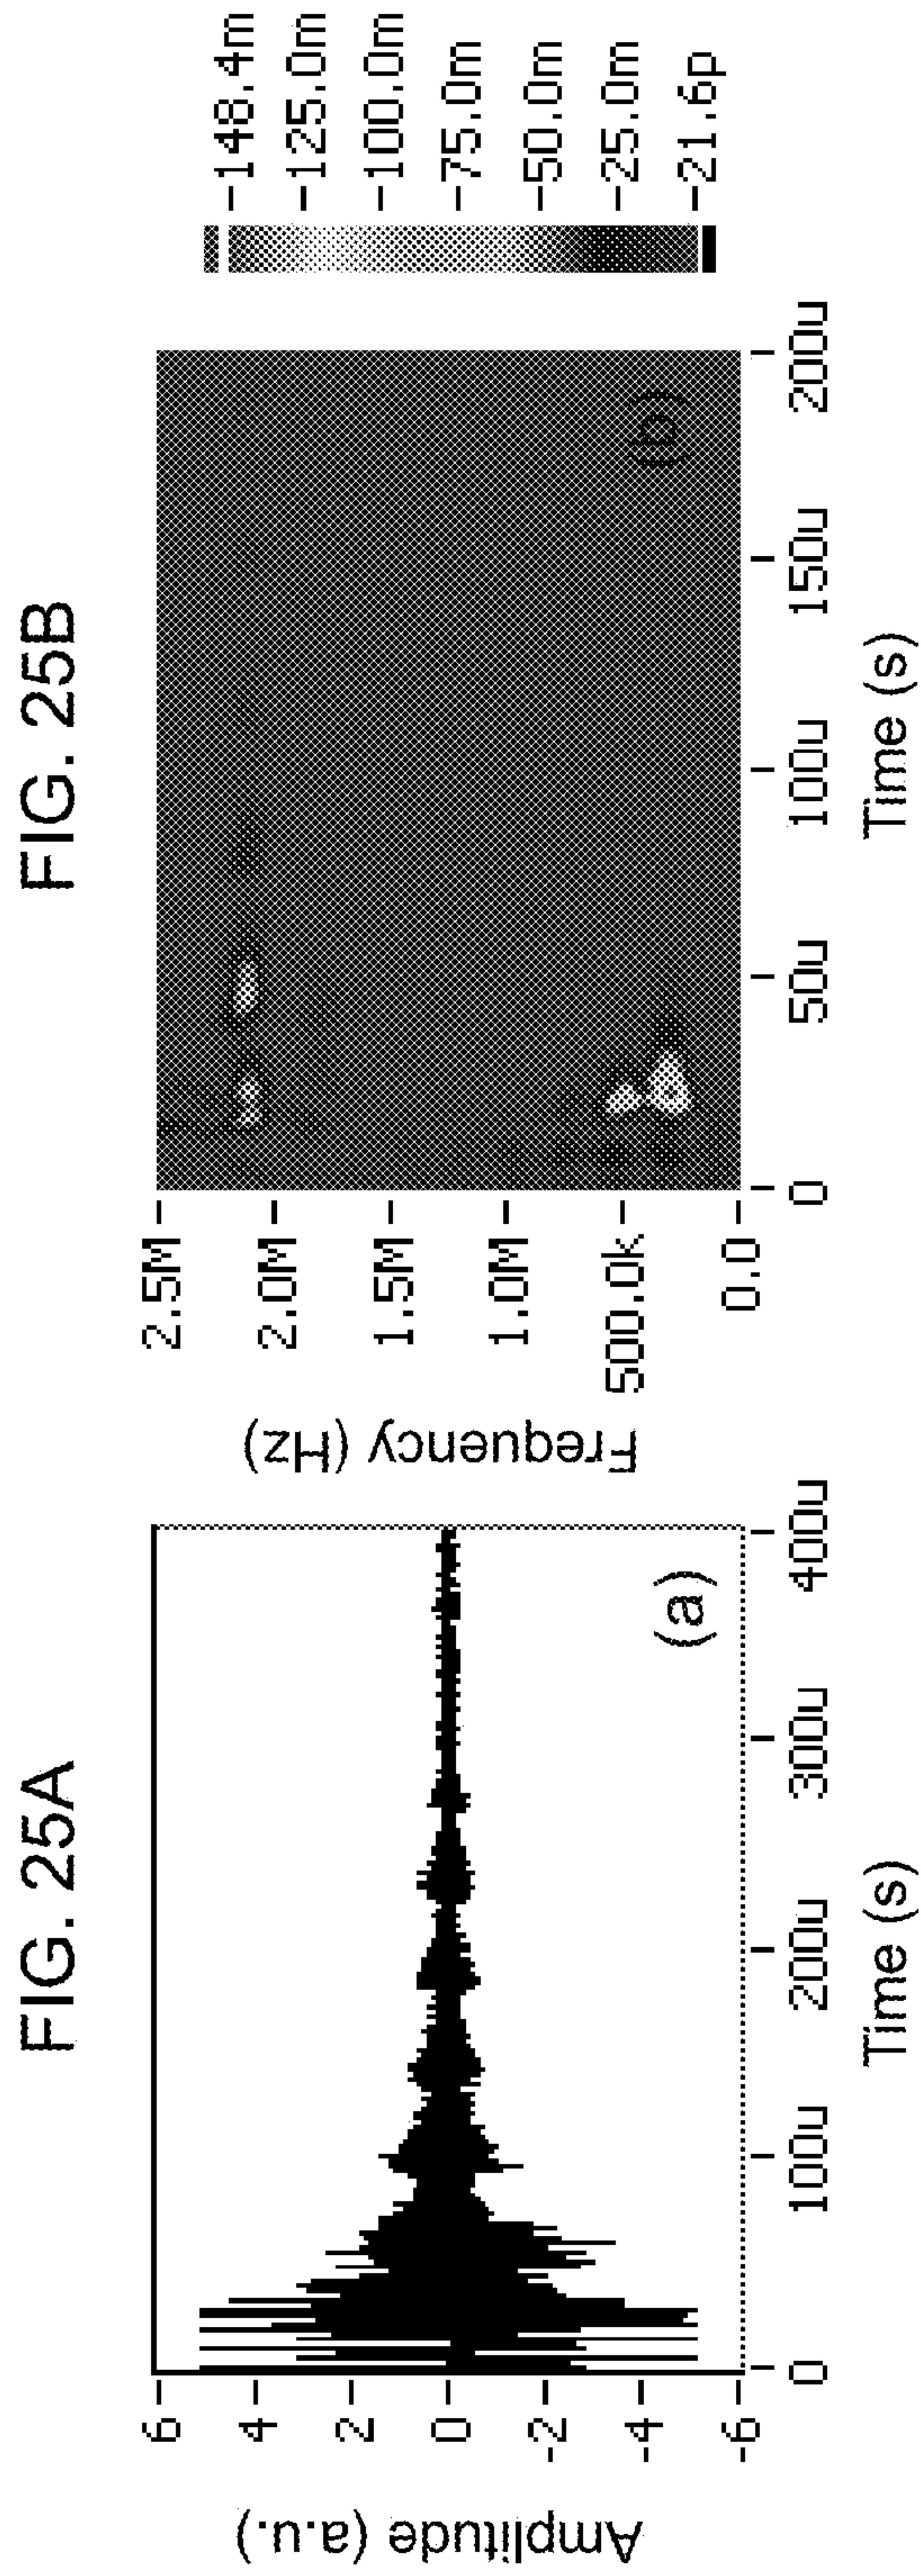 FIG. 25A
Amplitude (a.u.)
6
4
2
0
-2
-4
-6
(a)
0
100u
200u
300u
400u
Time (s)
FIG. 25B
Frequency (Hz)
2.5M
2.0M
1.5M
1.0M
500.0k
0.0
(b)
0
50u
100u
150u
200u
Time (s)
-148.4m
-125.0m
-100.0m
-75.0m
-50.0m
-25.0m
-21.6p